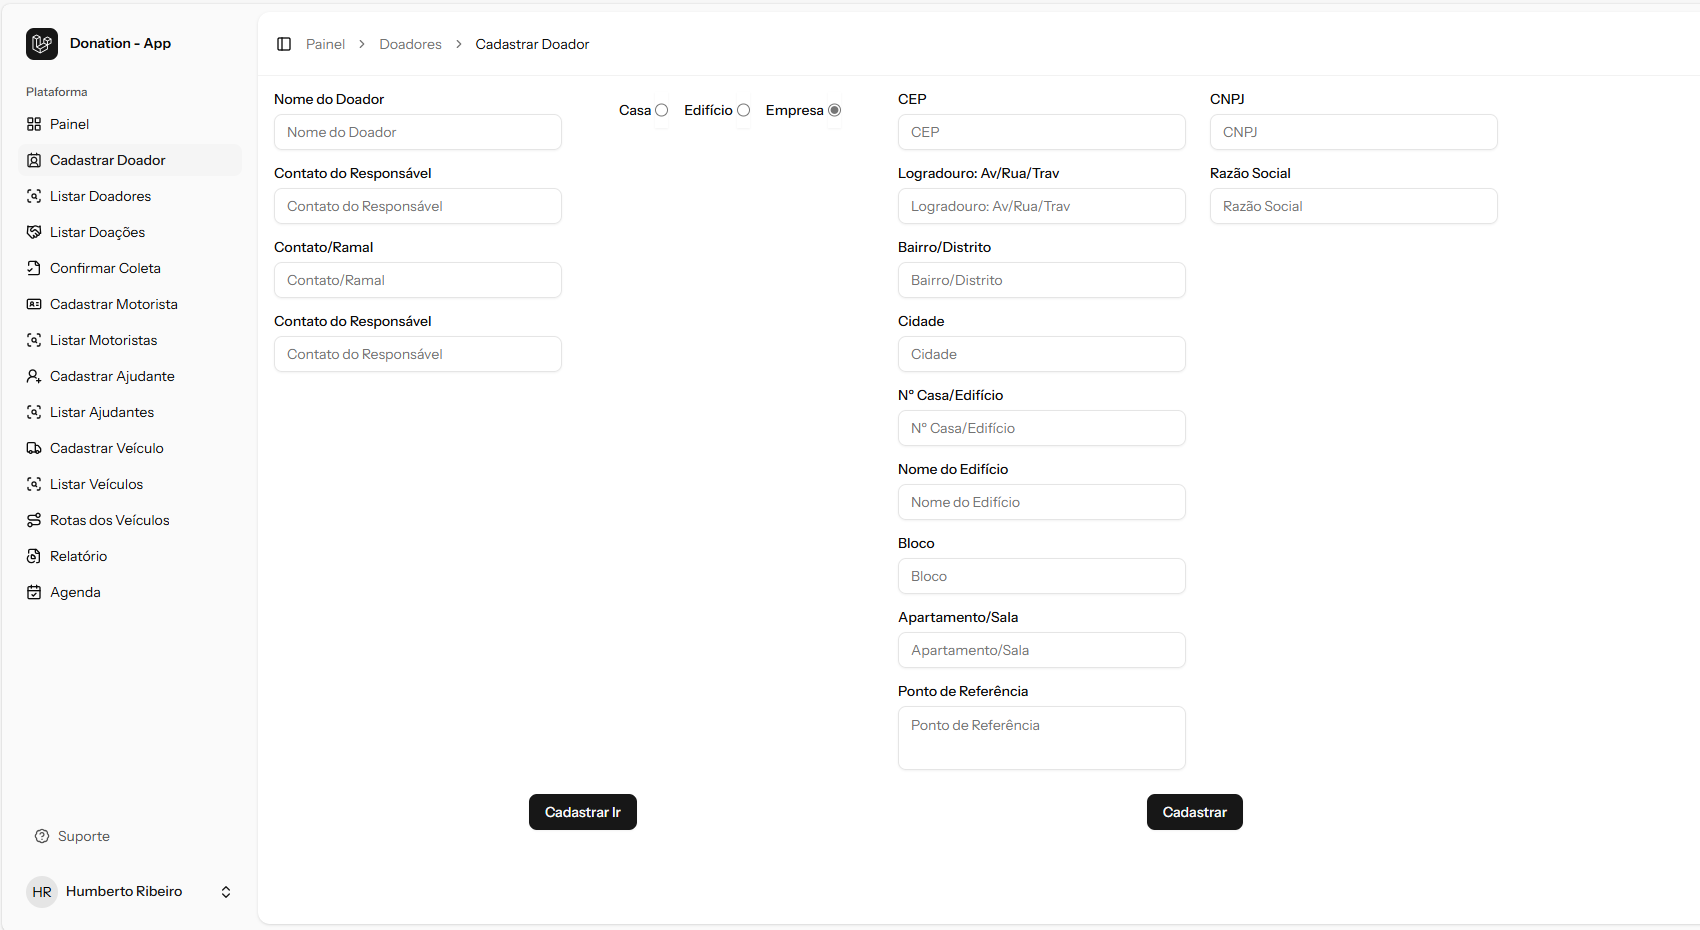 Donation - App
Plataforma
Painel
Cadastrar Doador
Listar Doadores
Listar Doações
Confirmar Coleta
Cadastrar Motorista
Listar Motoristas
Cadastrar Ajudante
Listar Ajudantes
Cadastrar Veículo
Listar Veículos
Rotas dos Veículos
Relatório
Agenda
Suporte
HR Humberto Ribeiro
Painel > Doadores > Cadastrar Doador
Nome do Doador
Nome do Doador
Contato do Responsável
Contato do Responsável
Contato/Ramal
Contato/Ramal
Contato do Responsável
Contato do Responsável
Casa Edifício Empresa
CEP
CEP
Logradouro: Av/Rua/Trav
Logradouro: Av/Rua/Trav
Bairro/Distrito
Bairro/Distrito
Cidade
Cidade
Nº Casa/Edifício
Nº Casa/Edifício
Nome do Edifício
Nome do Edifício
Bloco
Bloco
Apartamento/Sala
Apartamento/Sala
Ponto de Referência
Ponto de Referência
CNPJ
CNPJ
Razão Social
Razão Social
Cadastrar Ir
Cadastrar